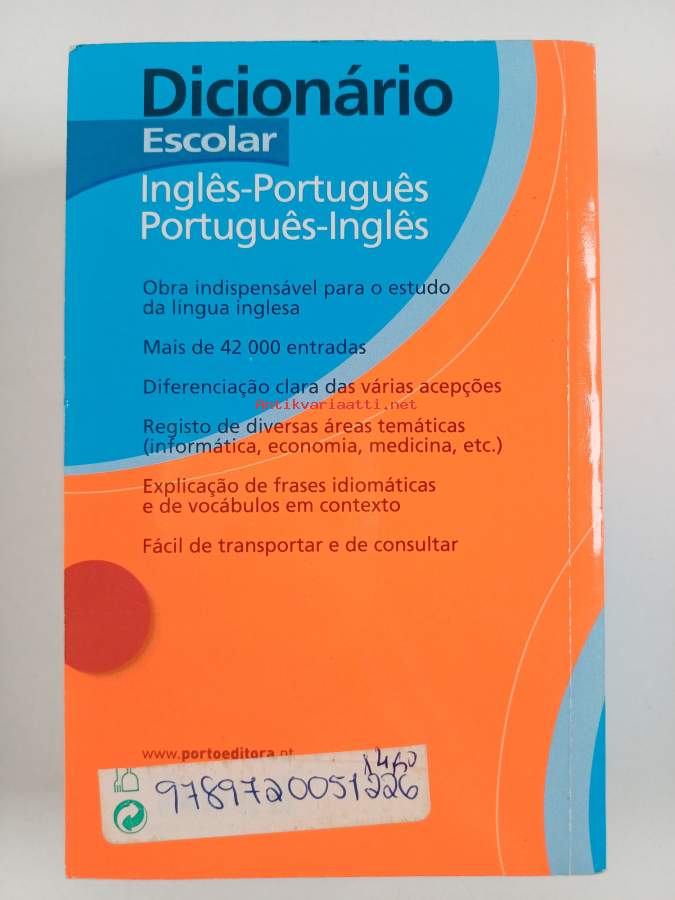 Dicionário
Escolar
Inglês-Português
Português-Inglês
Obra indispensável para o estudo
da língua inglesa
Mais de 42 000 entradas
Diferenciação clara das várias acepções
Antikvariaatti.net
Registo de diversas áreas temáticas
(informática, economia, medicina, etc.)
Explicação de frases idiomáticas
e de vocábulos em contexto
Fácil de transportar e de consultar
www.portoeditora.pt
9789720051226